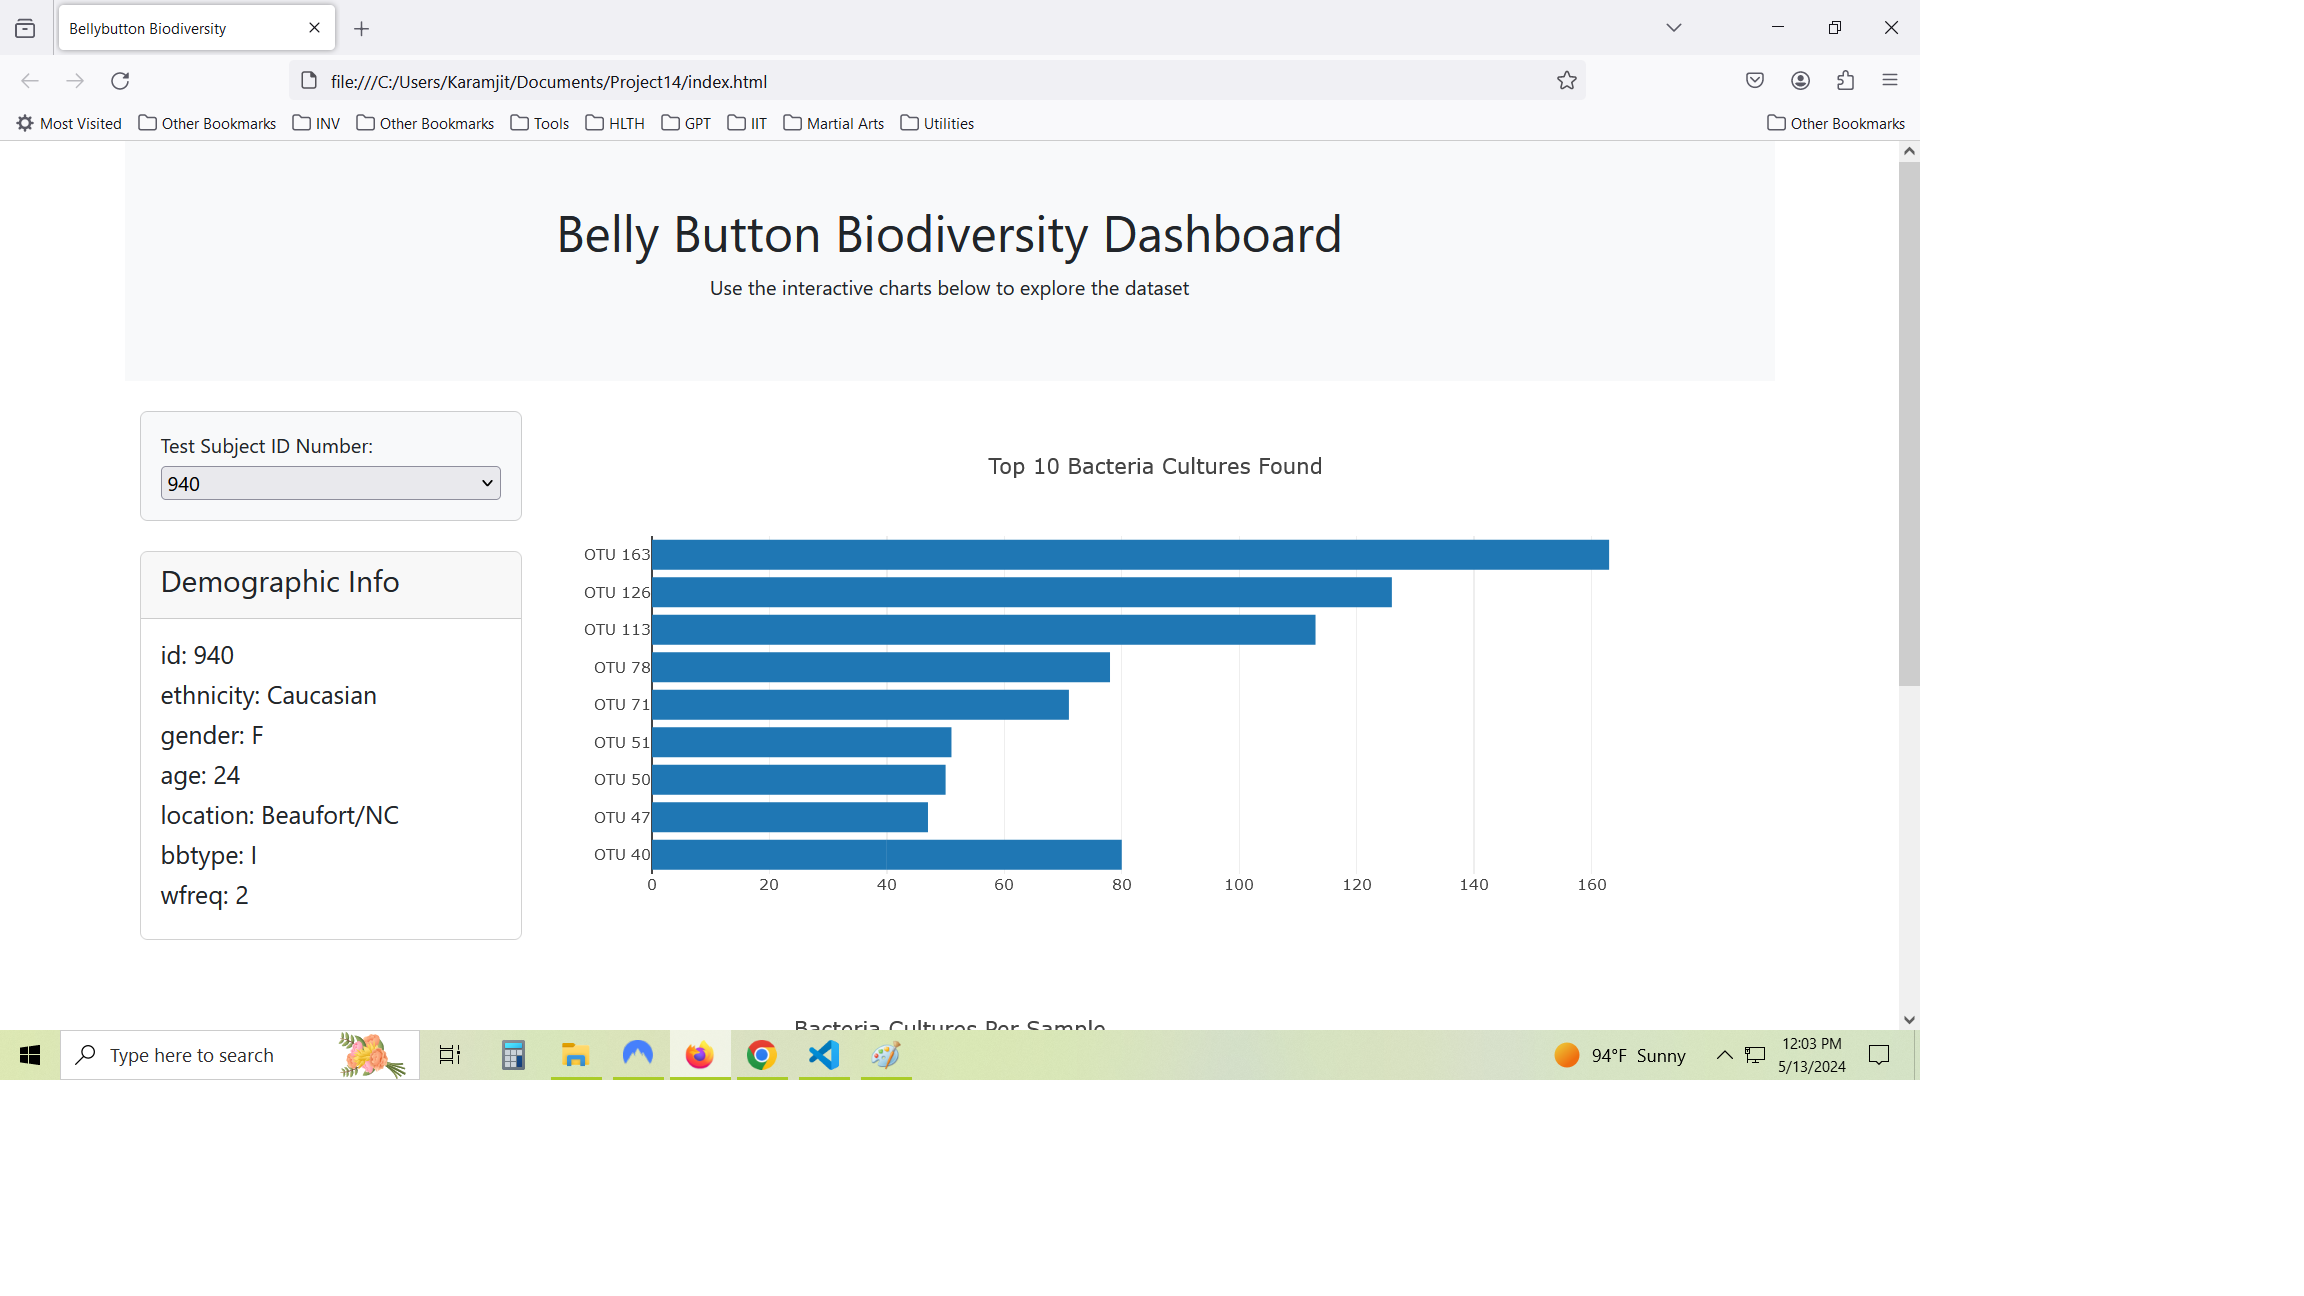 Bellybutton Biodiversity
file:///C:/Users/Karamjit/Documents/Project14/index.html
Most Visited Other Bookmarks INV Other Bookmarks Tools HLTH GPT IIT Martial Arts Utilities Other Bookmarks
Belly Button Biodiversity Dashboard
Use the interactive charts below to explore the dataset
Test Subject ID Number:
940
Demographic Info
id: 940
ethnicity: Caucasian
gender: F
age: 24
location: Beaufort/NC
bbtype: I
wfreq: 2
Top 10 Bacteria Cultures Found
OTU 163
OTU 126
OTU 113
OTU 78
OTU 71
OTU 51
OTU 50
OTU 47
OTU 40
0 20 40 60 80 100 120 140 160
Bacteria Cultures Per Sample
Type here to search
94°F Sunny
12:03 PM
5/13/2024